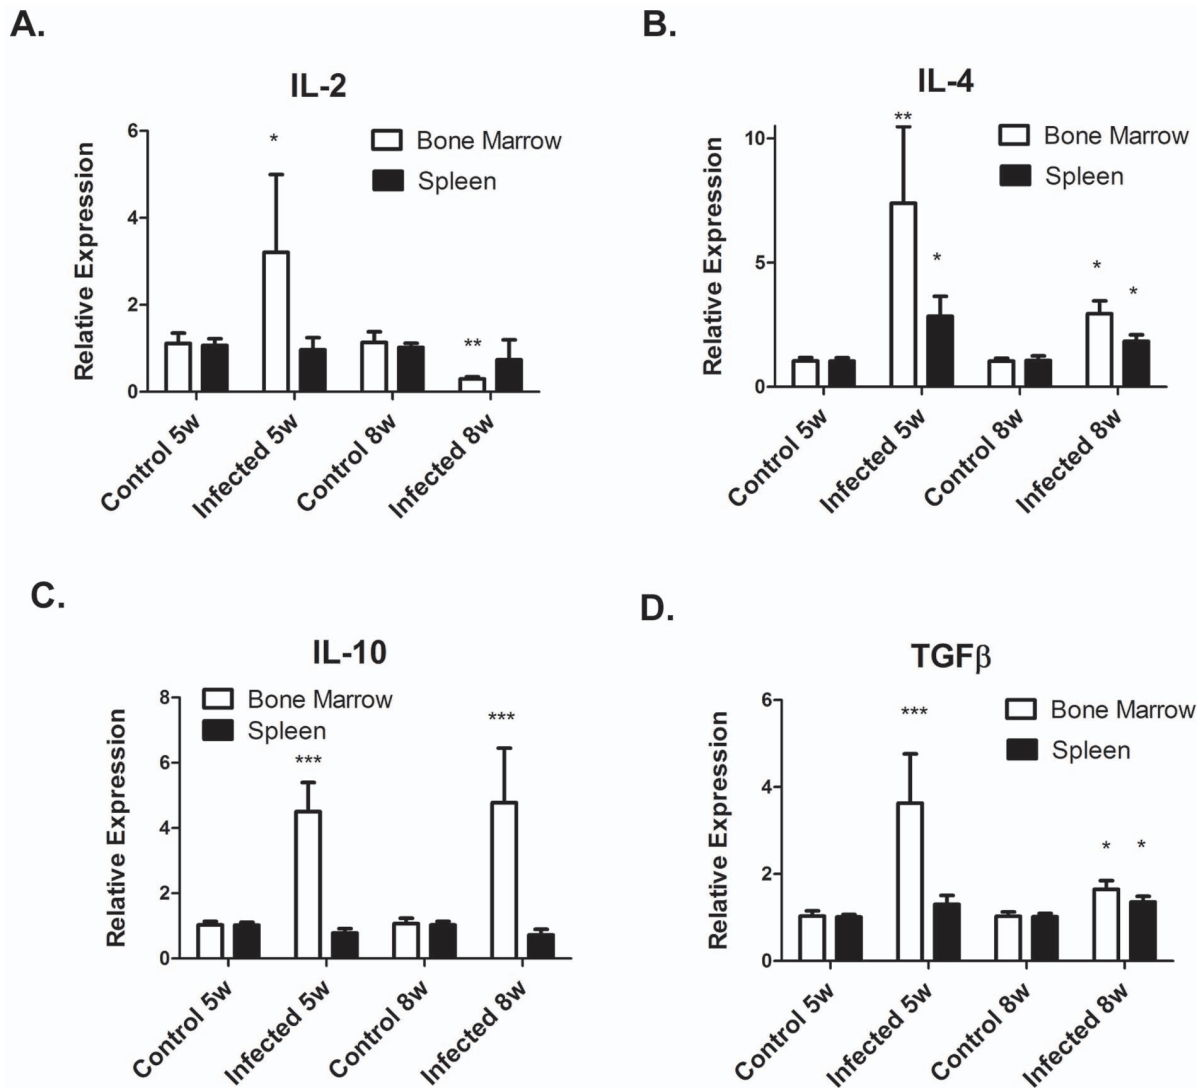 A.
IL-2
Relative Expression
6
4
2
0
*
**
Bone Marrow
Spleen
Control 5w
Infected 5w
Control 8w
Infected 8w
B.
IL-4
Relative Expression
10
5
0
**
*
*
*
Bone Marrow
Spleen
Control 5w
Infected 5w
Control 8w
Infected 8w
C.
IL-10
Relative Expression
8
6
4
2
0
Bone Marrow
Spleen
***
***
Control 5w
Infected 5w
Control 8w
Infected 8w
D.
TGFβ
Relative Expression
6
4
2
0
***
*
*
Bone Marrow
Spleen
Control 5w
Infected 5w
Control 8w
Infected 8w